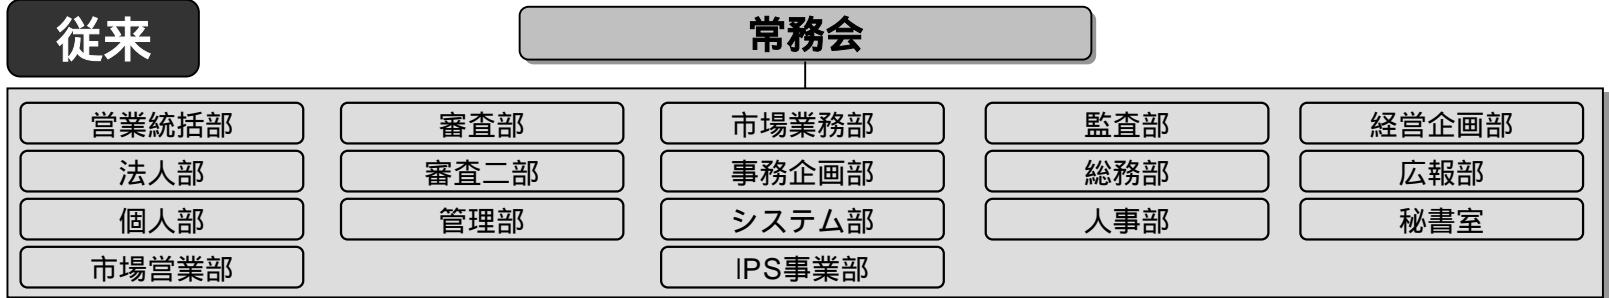 従来
常務会
営業統括部
審査部
市場業務部
監査部
経営企画部
法人部
審査二部
事務企画部
総務部
広報部
個人部
管理部
システム部
人事部
秘書室
市場営業部
IPS事業部